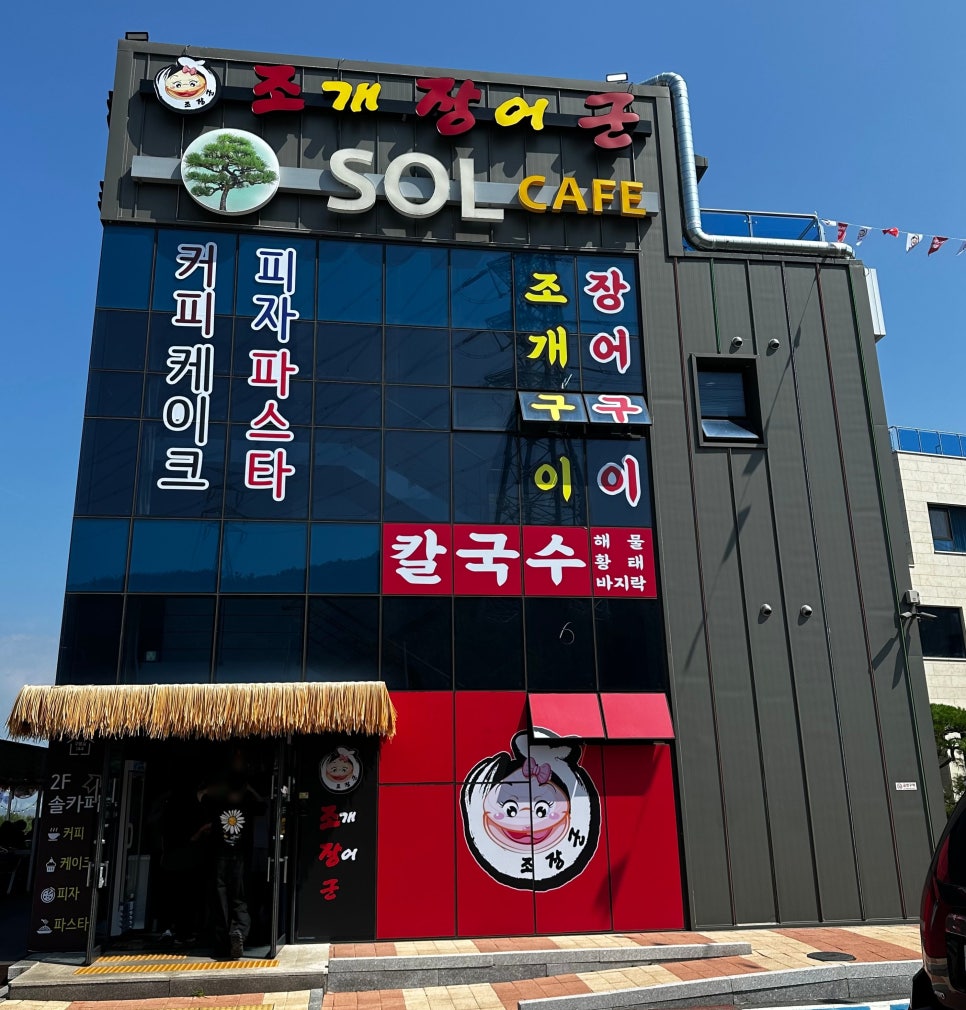 조장군
조개 장어 군
SOL CAFE
커피케이크
피자파스타
조개구이
장어구이
칼국수
해물
황태
바지락
2F
솔카페
커피
케이크
피자
파스타
조개
장어
군
조장군